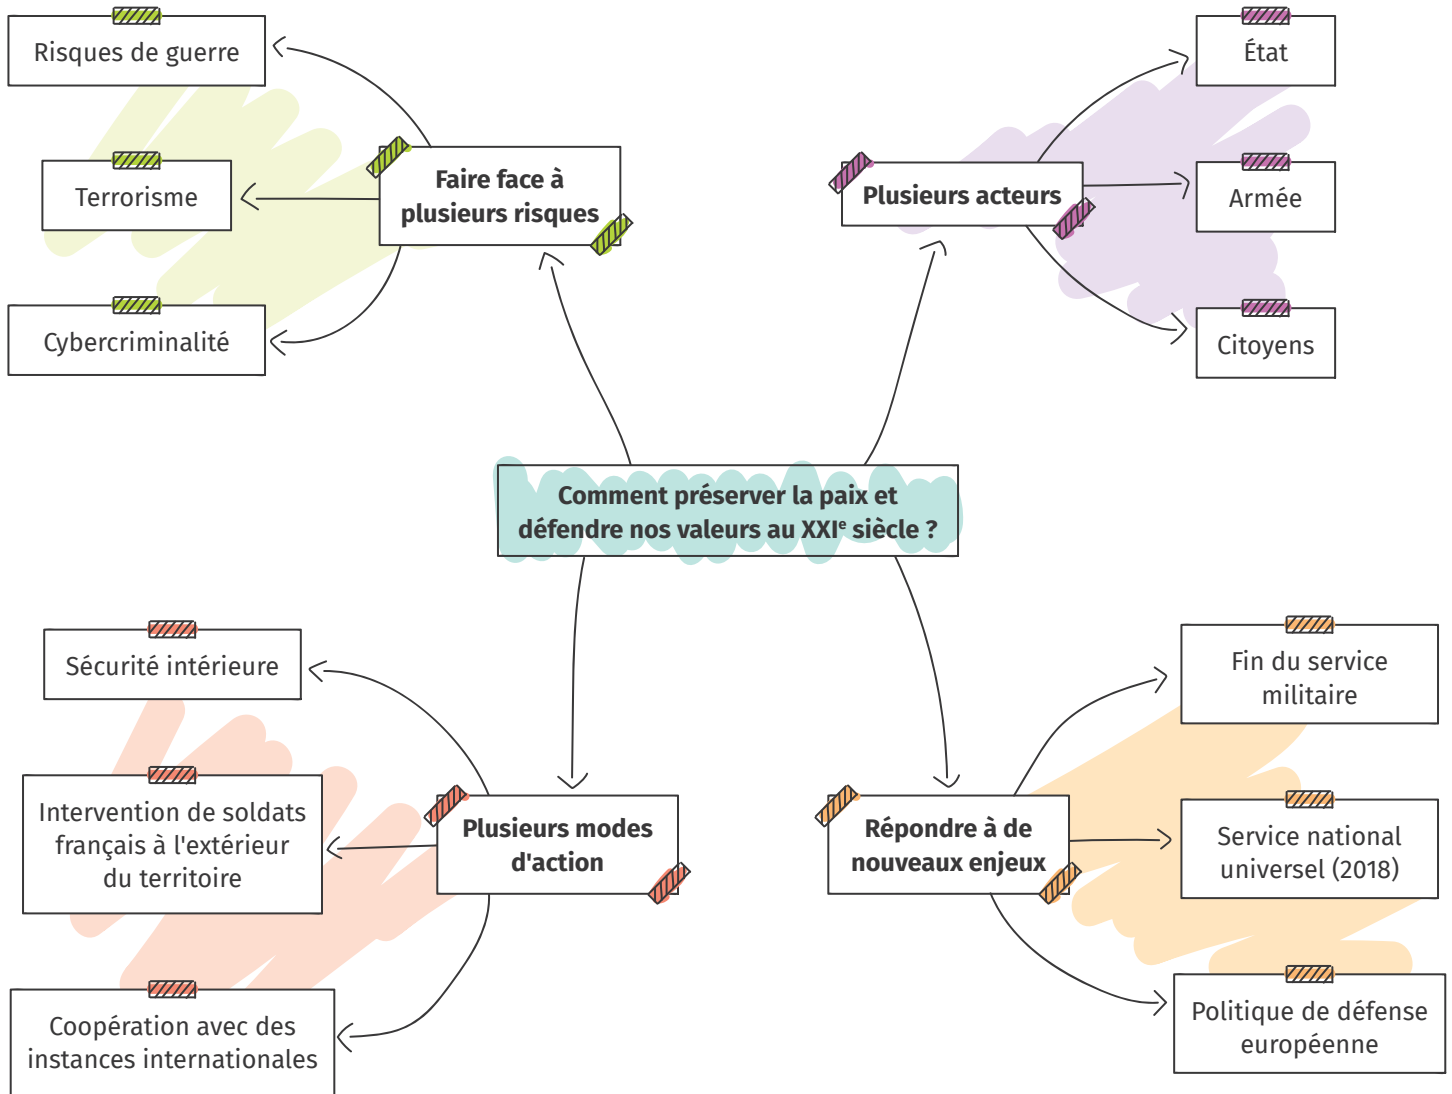 Risques de guerre
Terrorisme
Cybercriminalité
Faire face à
plusieurs risques
Plusieurs acteurs
État
Armée
Citoyens
Comment préserver la paix et
défendre nos valeurs au XXIᵉ siècle ?
Sécurité intérieure
Intervention de soldats
français à l'extérieur
du territoire
Coopération avec des
instances internationales
Plusieurs modes
d'action
Répondre à de
nouveaux enjeux
Fin du service
militaire
Service national
universel (2018)
Politique de défense
européenne